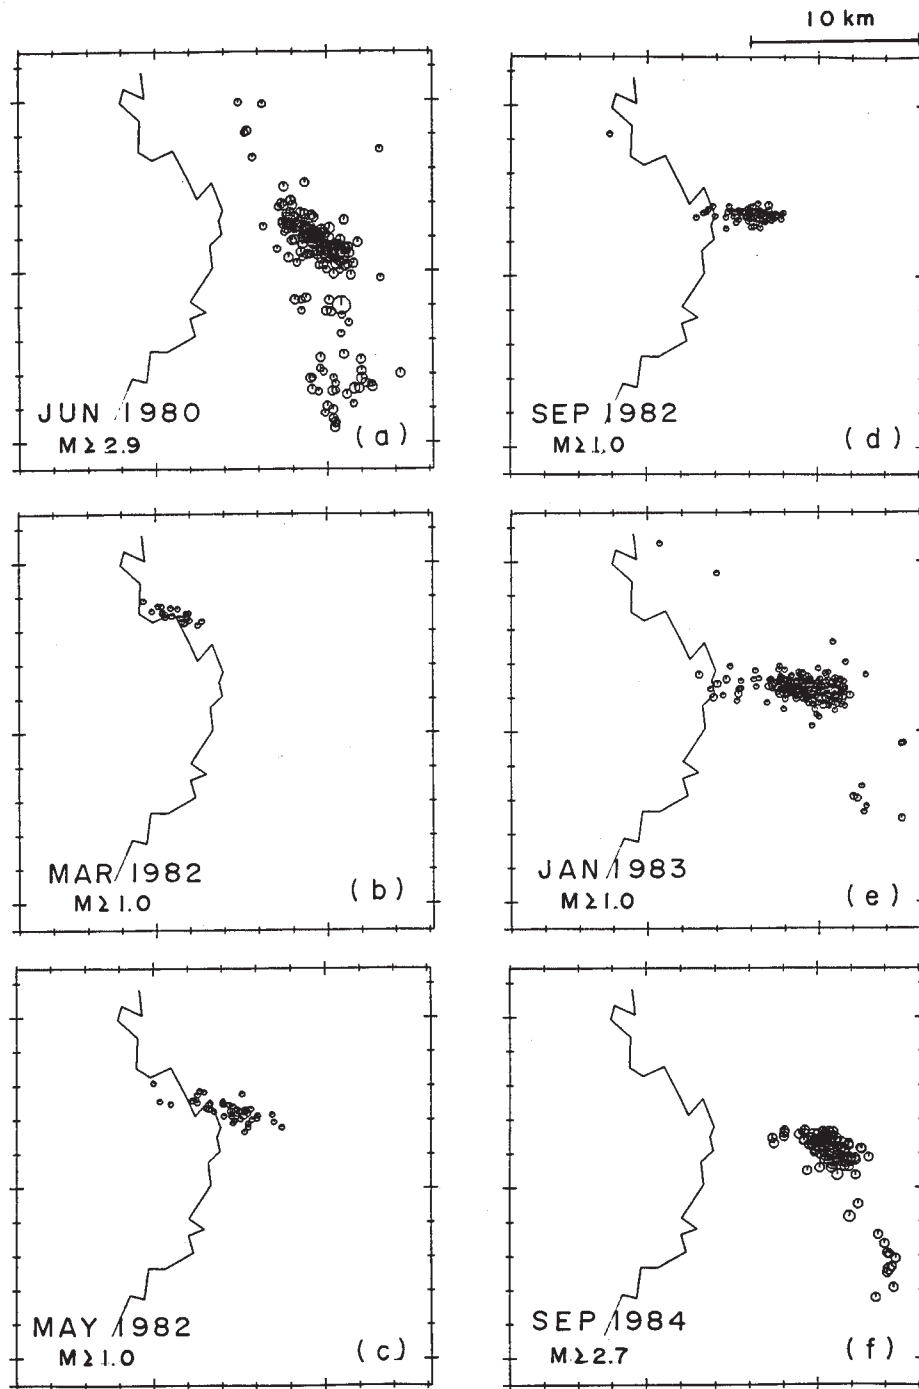 10 km
JUN 1980
M ≥ 2.9
(a)
SEP 1982
M ≥ 1.0
(d)
MAR 1982
M ≥ 1.0
(b)
JAN 1983
M ≥ 1.0
(e)
MAY 1982
M ≥ 1.0
(c)
SEP 1984
M ≥ 2.7
(f)